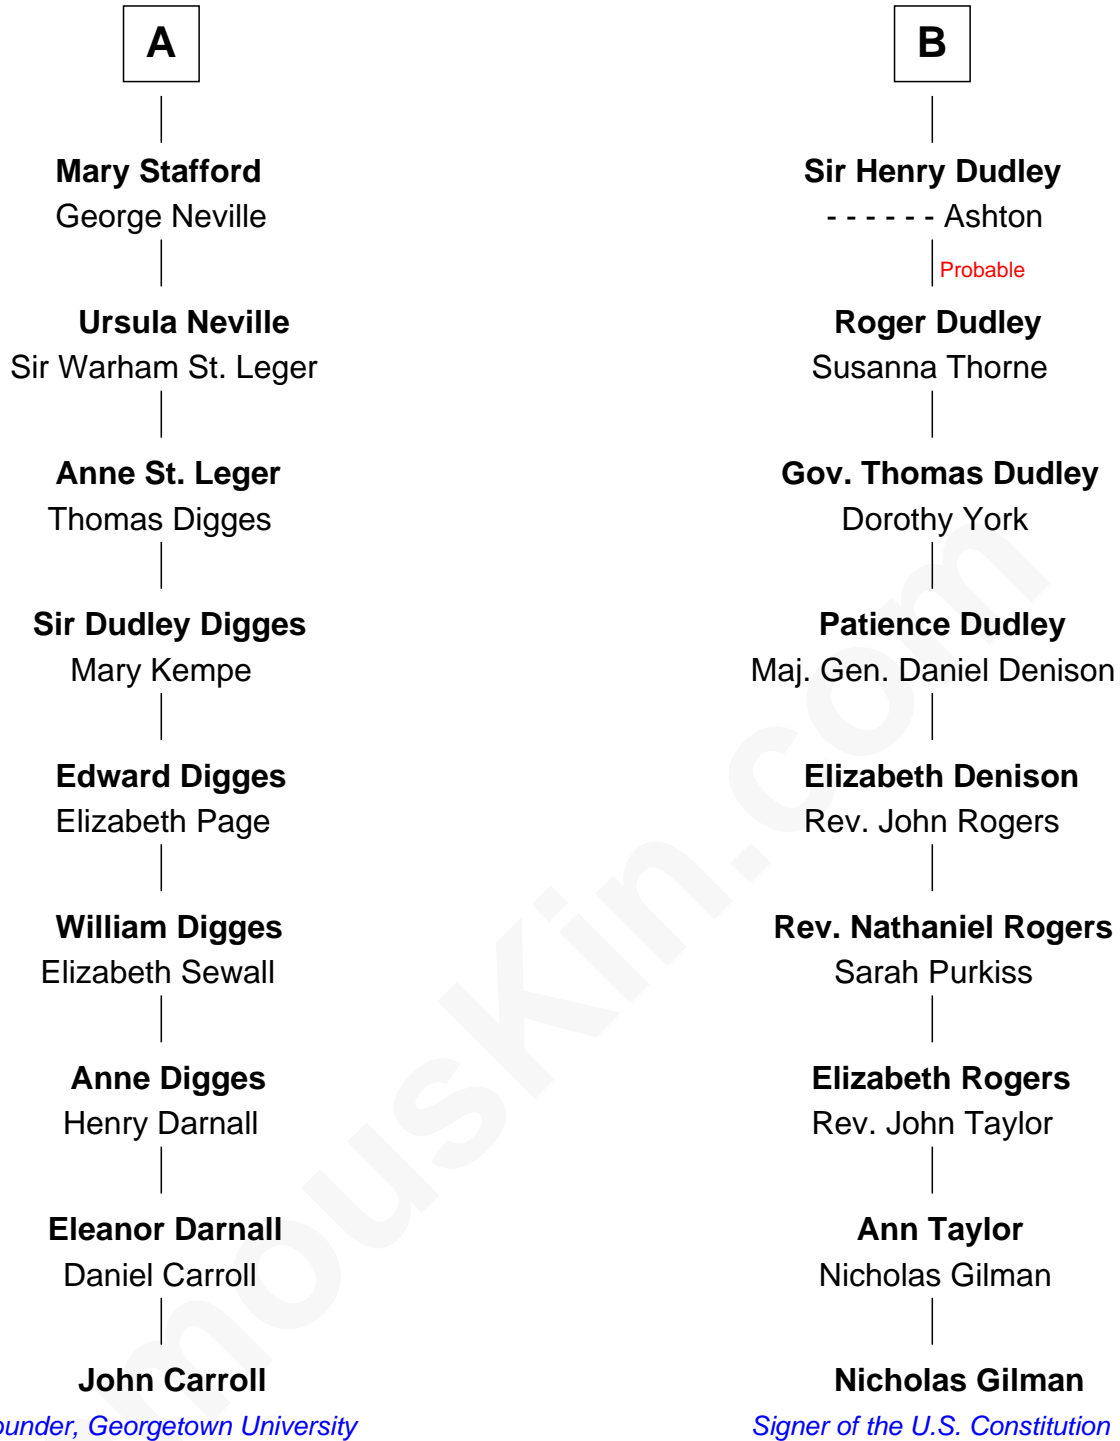 A
Mary Stafford
George Neville
Ursula Neville
Sir Warham St. Leger
Anne St. Leger
Thomas Digges
Sir Dudley Digges
Mary Kempe
Edward Digges
Elizabeth Page
William Digges
Elizabeth Sewall
Anne Digges
Henry Darnall
Eleanor Darnall
Daniel Carroll
John Carroll
ounder, Georgetown University
B
Sir Henry Dudley
- - - - - - Ashton
Probable
Roger Dudley
Susanna Thorne
Gov. Thomas Dudley
Dorothy York
Patience Dudley
Maj. Gen. Daniel Denison
Elizabeth Denison
Rev. John Rogers
Rev. Nathaniel Rogers
Sarah Purkiss
Elizabeth Rogers
Rev. John Taylor
Ann Taylor
Nicholas Gilman
Nicholas Gilman
Signer of the U.S. Constitution
mouskin.com